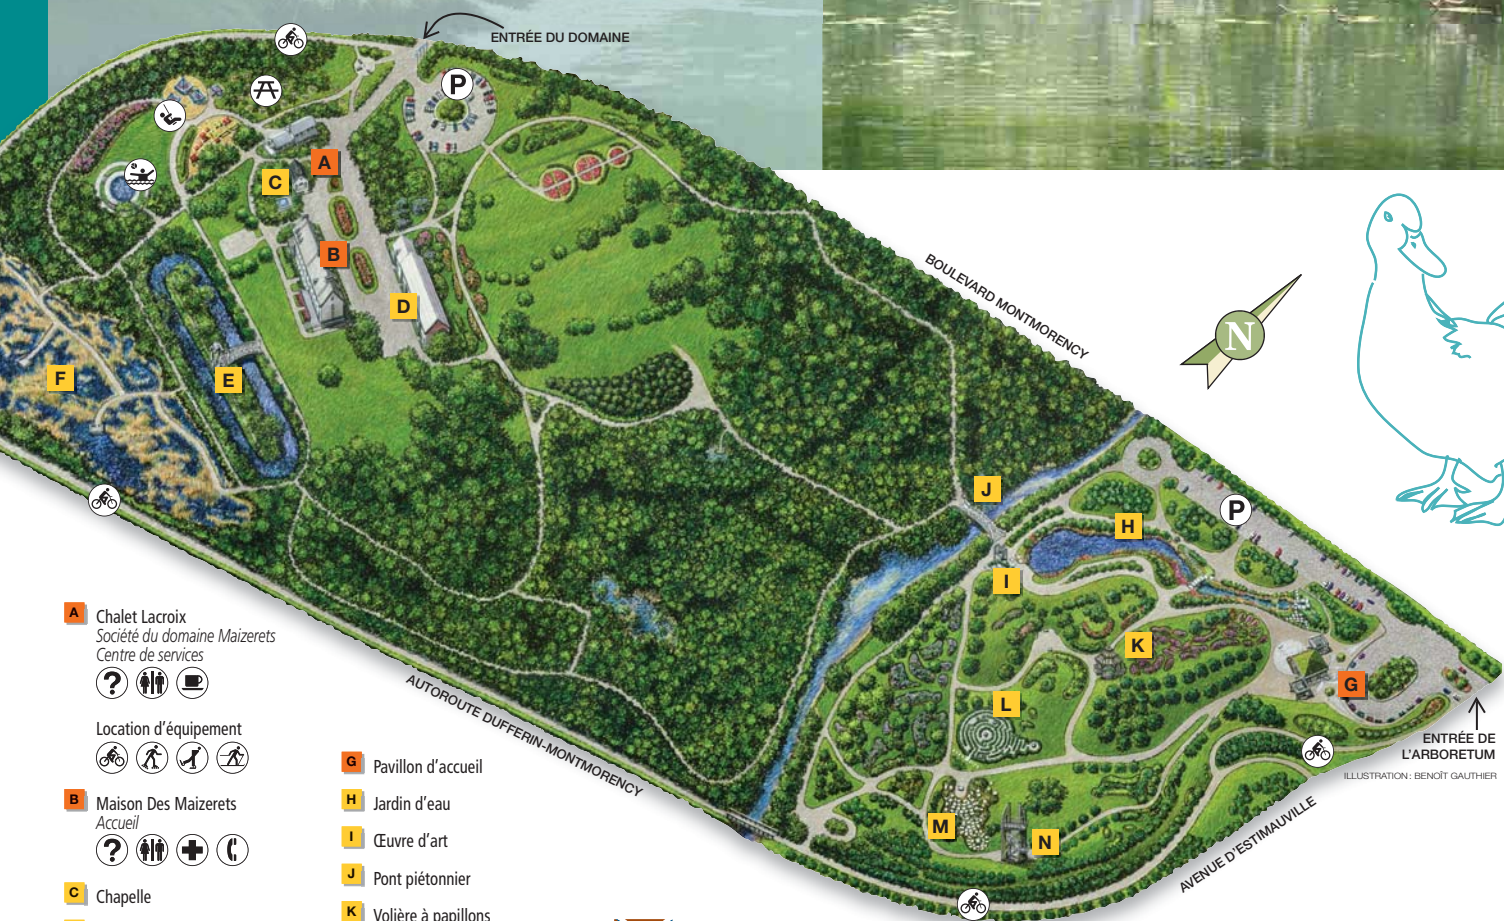 ENTRÉE DU DOMAINE
P
A
C
B
D
E
F
BOULEVARD MONTMORENCY
N
J
P
H
I
K
L
G
M
N
ENTRÉE DE
L'ARBORETUM
ILLUSTRATION : BENOÎT GAUTHIER
AVENUE D'ESTIMAUVILLE
AUTOROUTE DUFFERIN-MONTMORENCY
A Chalet Lacroix
Société du domaine Maizerets
Centre de services
?
Location d'équipement
B Maison Des Maizerets
Accueil
?
C Chapelle
G Pavillon d'accueil
H Jardin d'eau
I Œuvre d'art
J Pont piétonnier
K Volière à papillons